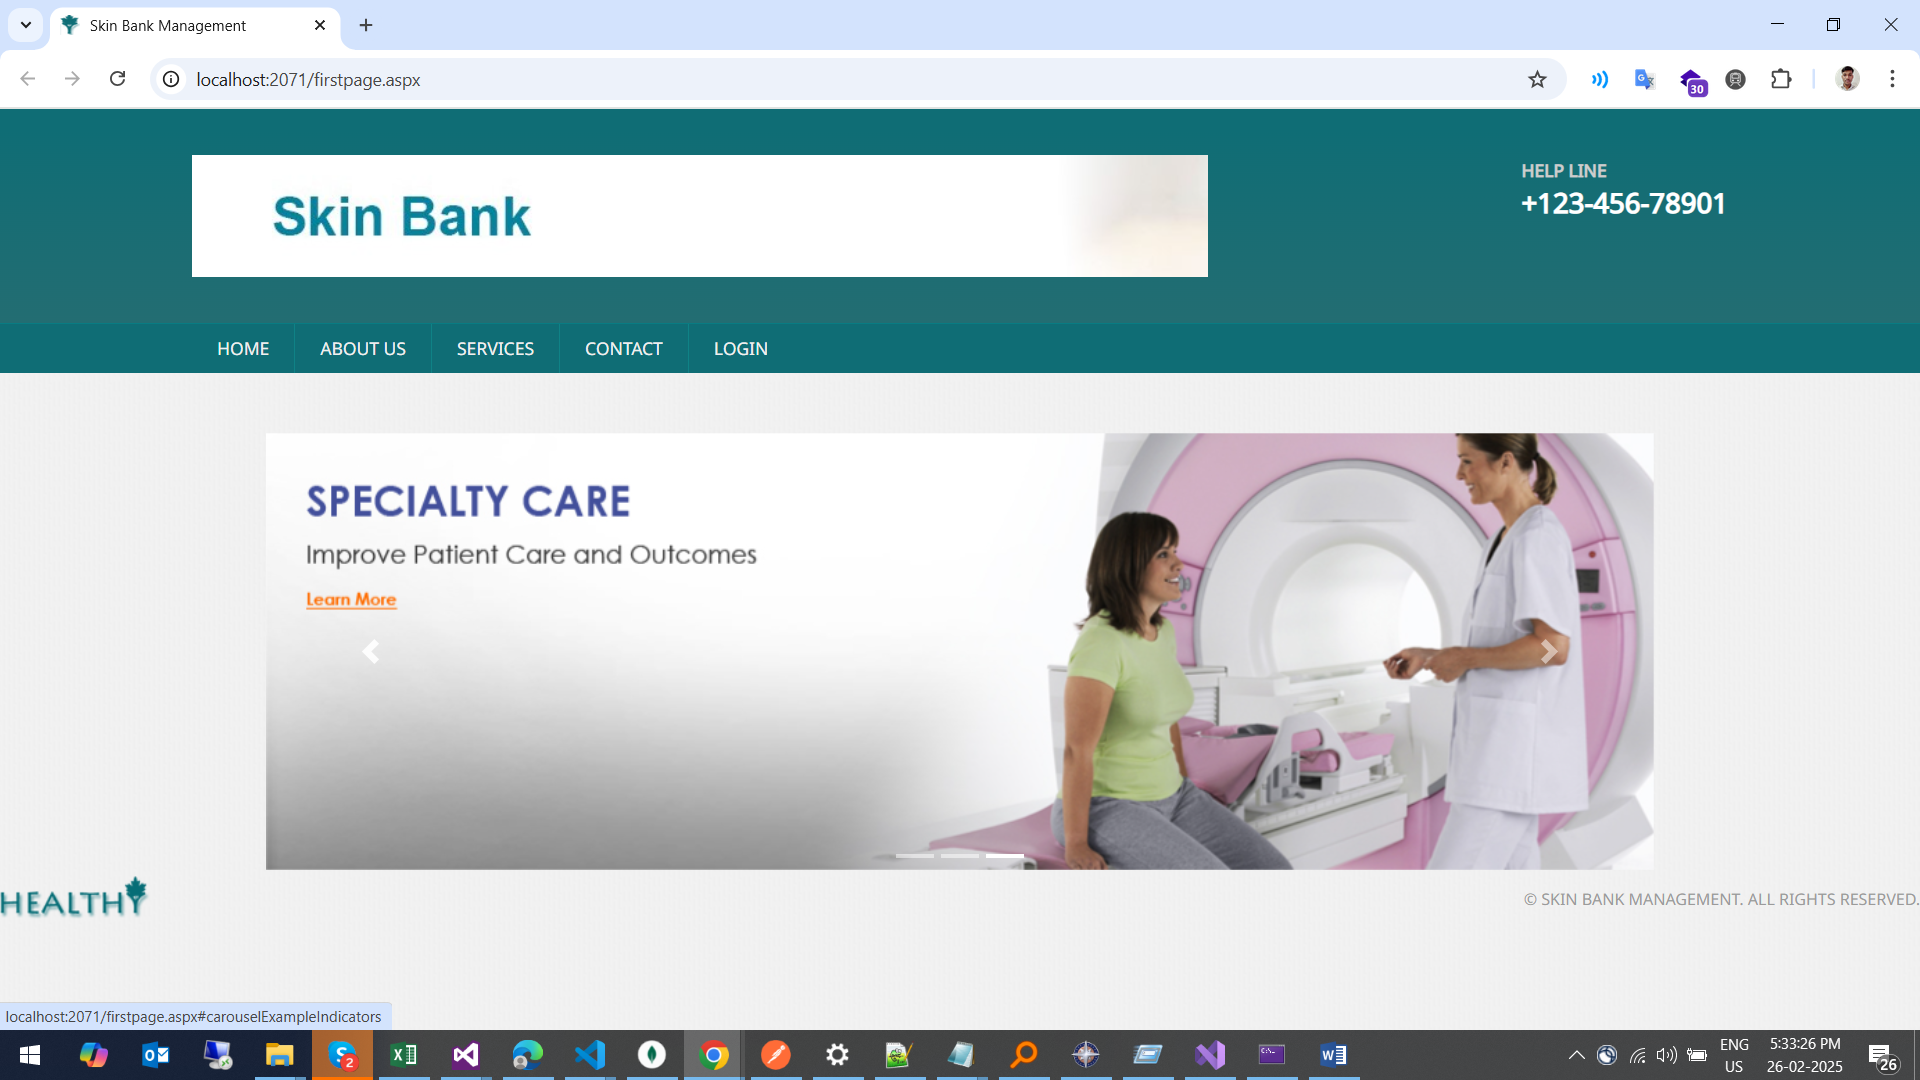 Skin Bank Management
localhost:2071/firstpage.aspx
30
Skin Bank
HELP LINE
+123-456-78901
HOME
ABOUT US
SERVICES
CONTACT
LOGIN
SPECIALTY CARE
Improve Patient Care and Outcomes
Learn More
HEALTHY
© SKIN BANK MANAGEMENT. ALL RIGHTS RESERVED.
localhost:2071/firstpage.aspx#carouselExampleIndicators
2
ENG
US
5:33:26 PM
26-02-2025
26